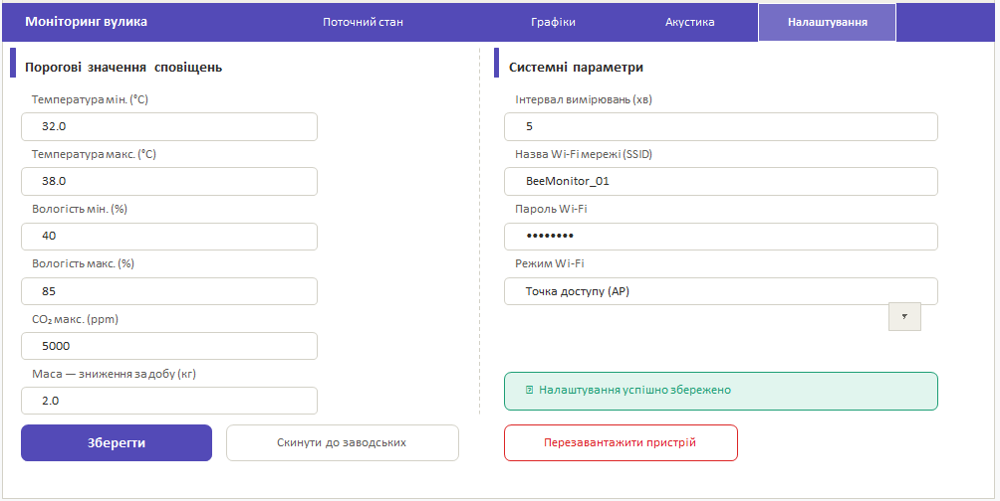 Моніторинг вулика
Поточний стан
Графіки
Акустика
Налаштування
Порогові значення сповіщень
Температура мін. (°C)
32.0
Температура макс. (°C)
38.0
Вологість мін. (%)
40
Вологість макс. (%)
85
CO₂ макс. (ppm)
5000
Маса — зниження за добу (кг)
2.0
Зберегти
Скинути до заводських
Системні параметри
Інтервал вимірювань (хв)
5
Назва Wi-Fi мережі (SSID)
BeeMonitor_01
Пароль Wi-Fi
••••••••
Режим Wi-Fi
Точка доступу (AP)
Налаштування успішно збережено
Перезавантажити пристрій